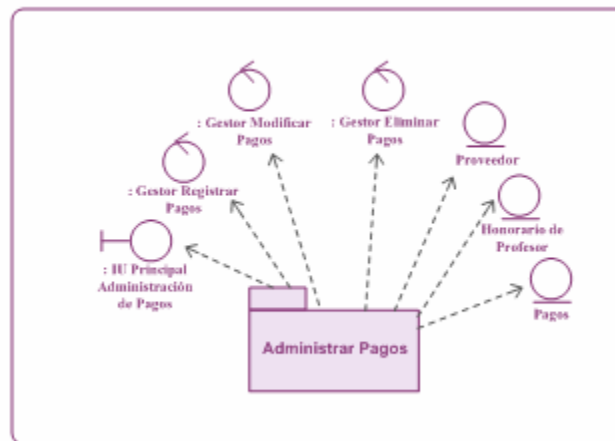 : Gestor Modificar
Pagos
: Gestor Eliminar
Pagos
Proveedor
: Gestor Registrar
Pagos
Honorario de
Profesor
: IU Principal
Administración
de Pagos
Pagos
Administrar Pagos